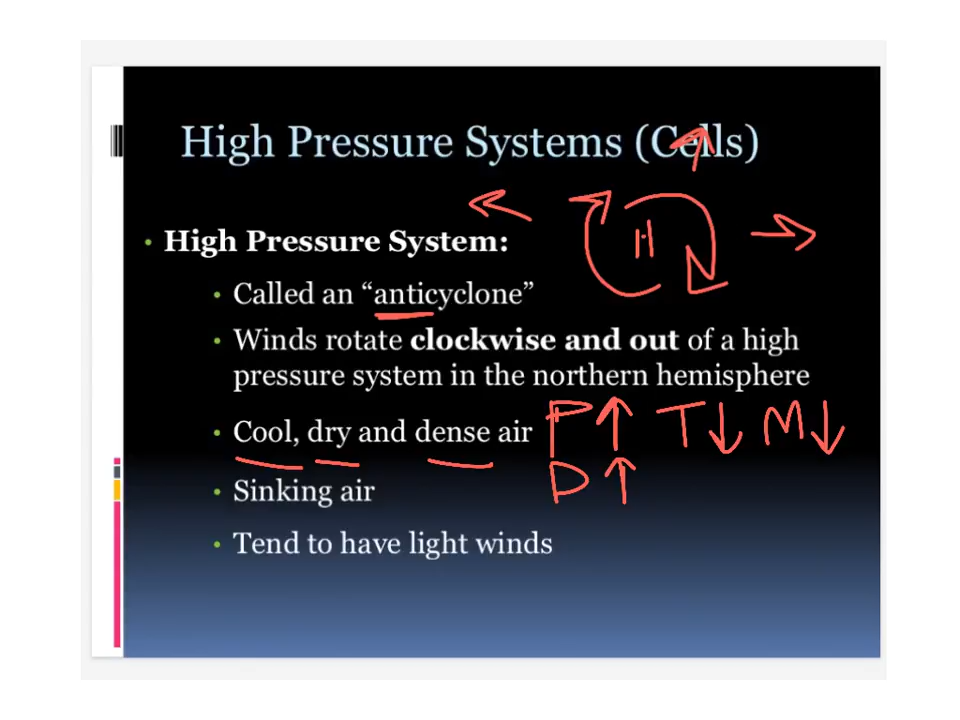 High Pressure Systems (Cells)
H
• High Pressure System:
• Called an “anticyclone”
• Winds rotate clockwise and out of a high
pressure system in the northern hemisphere
• Cool, dry and dense air P↑ T↓ M↓
D↑
• Sinking air
• Tend to have light winds